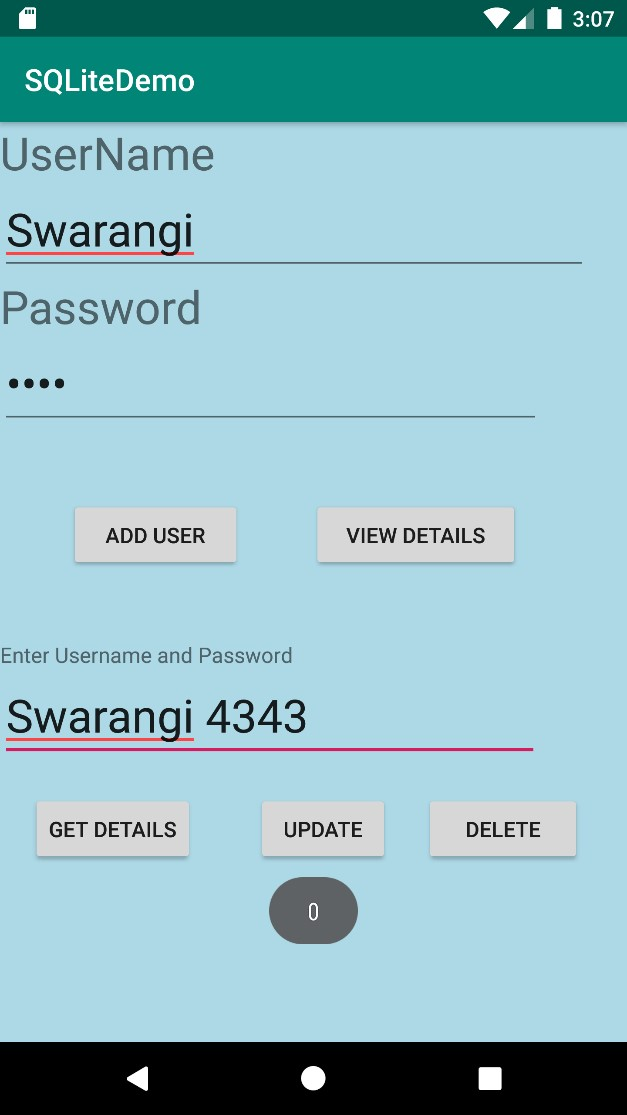 3:07
SQLiteDemo
UserName
Swarangi
Password
••••
ADD USER VIEW DETAILS
Enter Username and Password
Swarangi 4343
GET DETAILS UPDATE DELETE
0